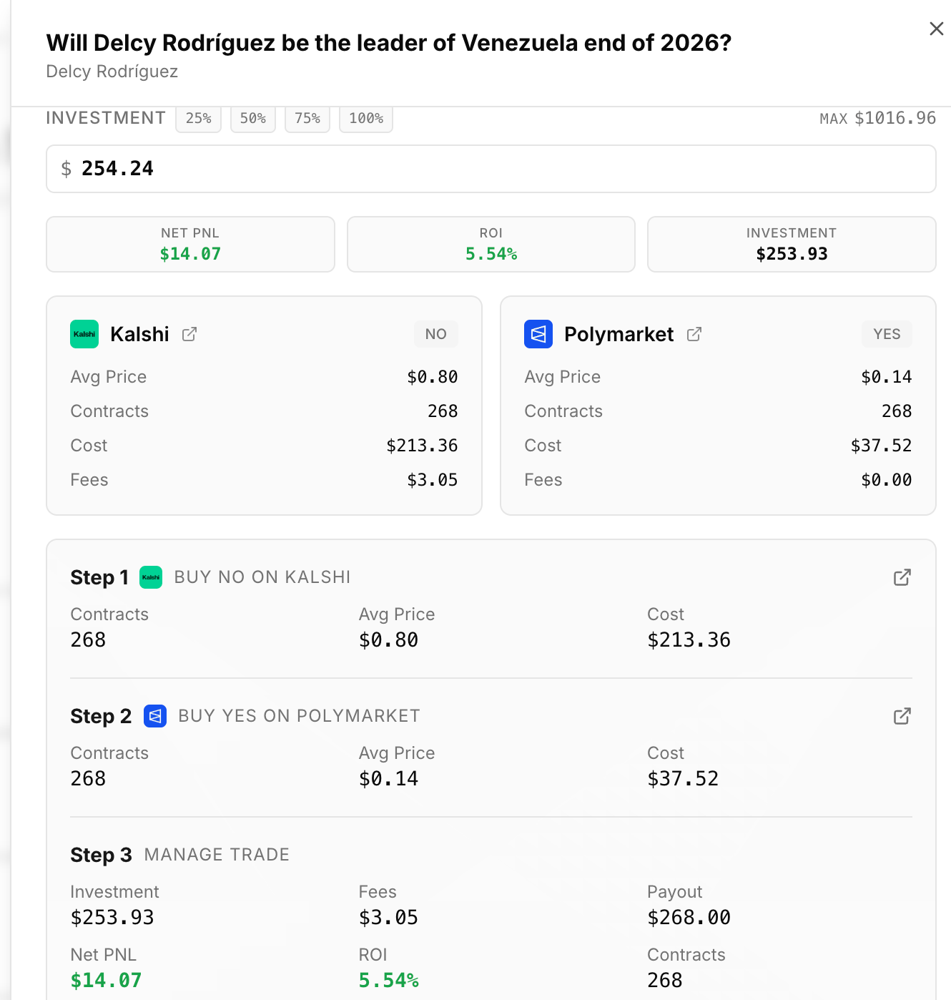 Will Delcy Rodríguez be the leader of Venezuela end of 2026?
Delcy Rodríguez
INVESTMENT 25% 50% 75% 100% MAX $1016.96
$ 254.24
NET PNL ROI INVESTMENT
$14.07 5.54% $253.93
Kalshi Kalshi NO Polymarket YES
Avg Price $0.80 Avg Price $0.14
Contracts 268 Contracts 268
Cost $213.36 Cost $37.52
Fees $3.05 Fees $0.00
Step 1 Kalshi BUY NO ON KALSHI
Contracts Avg Price Cost
268 $0.80 $213.36
Step 2 BUY YES ON POLYMARKET
Contracts Avg Price Cost
268 $0.14 $37.52
Step 3 MANAGE TRADE
Investment Fees Payout
$253.93 $3.05 $268.00
Net PNL ROI Contracts
$14.07 5.54% 268